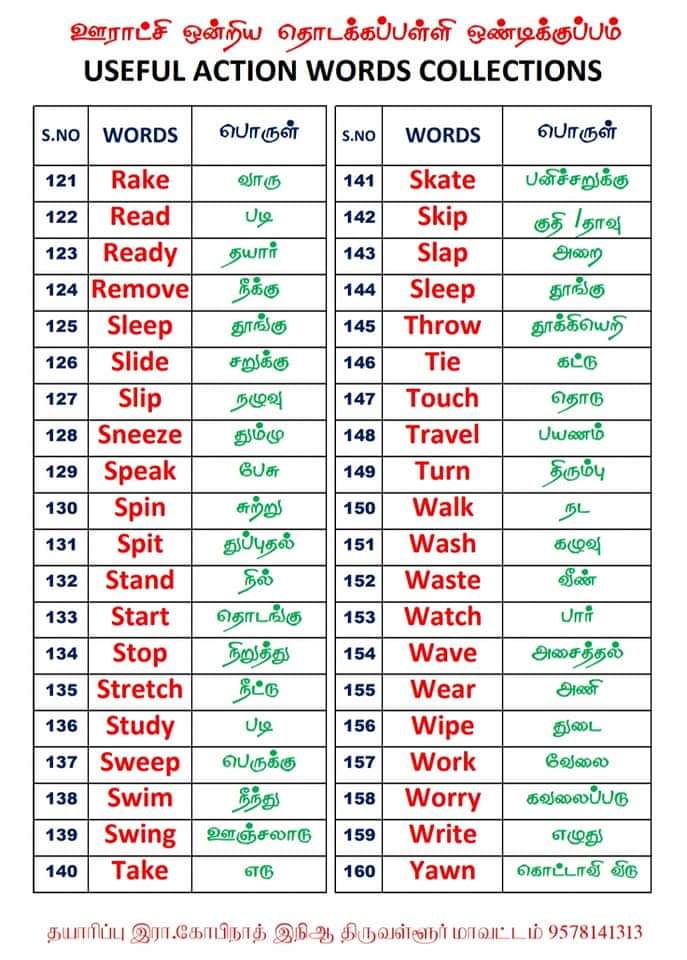 ஊராட்சி ஒன்றிய தொடக்கப்பள்ளி ஒண்டிக்குப்பம்
USEFUL ACTION WORDS COLLECTIONS
S.NO WORDS பொருள்
121 Rake வாரு
122 Read படி
123 Ready தயார்
124 Remove நீக்கு
125 Sleep தூங்கு
126 Slide சறுக்கு
127 Slip நழுவு
128 Sneeze தும்மு
129 Speak பேசு
130 Spin சுற்று
131 Spit துப்புதல்
132 Stand நில்
133 Start தொடங்கு
134 Stop நிறுத்து
135 Stretch நீட்டு
136 Study படி
137 Sweep பெருக்கு
138 Swim நீந்து
139 Swing ஊஞ்சலாடு
140 Take எடு
S.NO WORDS பொருள்
141 Skate பனிச்சறுக்கு
142 Skip குதி /தாவு
143 Slap அறை
144 Sleep தூங்கு
145 Throw தூக்கியெறி
146 Tie கட்டு
147 Touch தொடு
148 Travel பயணம்
149 Turn திரும்பு
150 Walk நட
151 Wash கழுவு
152 Waste வீண்
153 Watch பார்
154 Wave அசைத்தல்
155 Wear அணி
156 Wipe துடை
157 Work வேலை
158 Worry கவலைப்படு
159 Write எழுது
160 Yawn கொட்டாவி விடு
தயாரிப்பு இரா.கோபிநாத் இநிஆ திருவள்ளூர் மாவட்டம் 9578141313